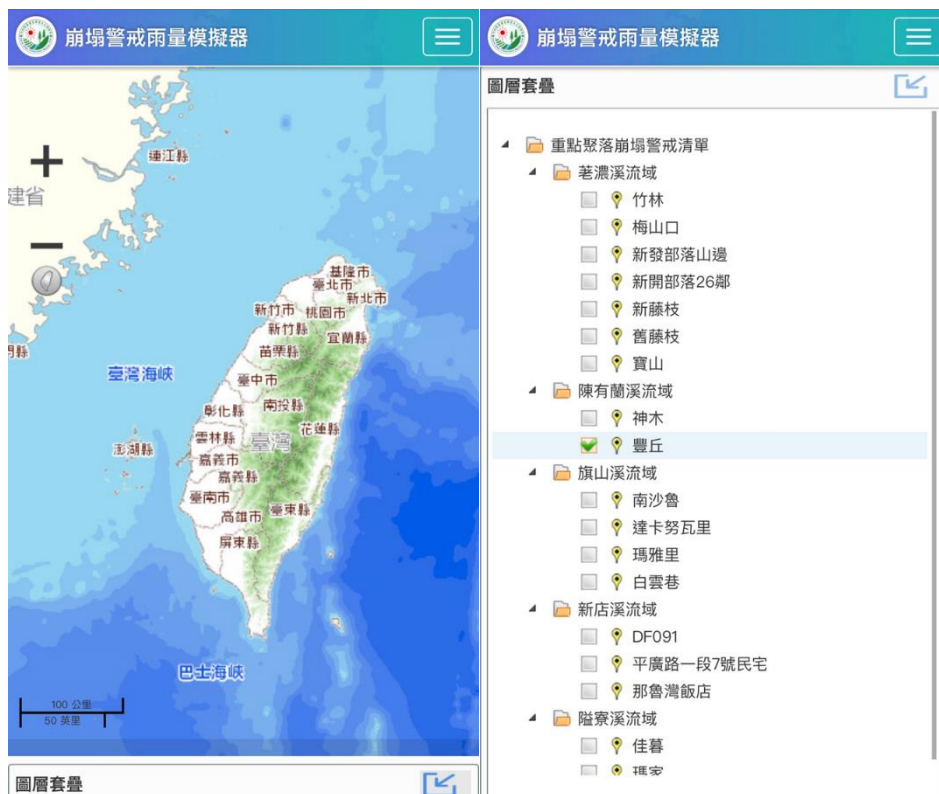 崩塌警戒雨量模擬器
連江縣
建省
基隆市
臺北市
新北市
新竹市
桃園市
新竹縣
宜蘭縣
苗栗縣
門縣
臺灣海峽
臺中市
彰化縣
南投縣
花蓮縣
雲林縣
臺灣
澎湖縣
嘉義市
嘉義縣
臺南市
臺東縣
高雄市
屏東縣
巴士海峽
100 公里
50 英里
圖層套疊
崩塌警戒雨量模擬器
圖層套疊
重點聚落崩塌警戒清單
荖濃溪流域
竹林
梅山口
新發部落山邊
新開部落26鄰
新藤枝
舊藤枝
寶山
陳有蘭溪流域
神木
豐丘
旗山溪流域
南沙魯
達卡努瓦里
瑪雅里
白雲巷
新店溪流域
DF091
平廣路一段7號民宅
那魯灣飯店
隘寮溪流域
佳暮
瑪家